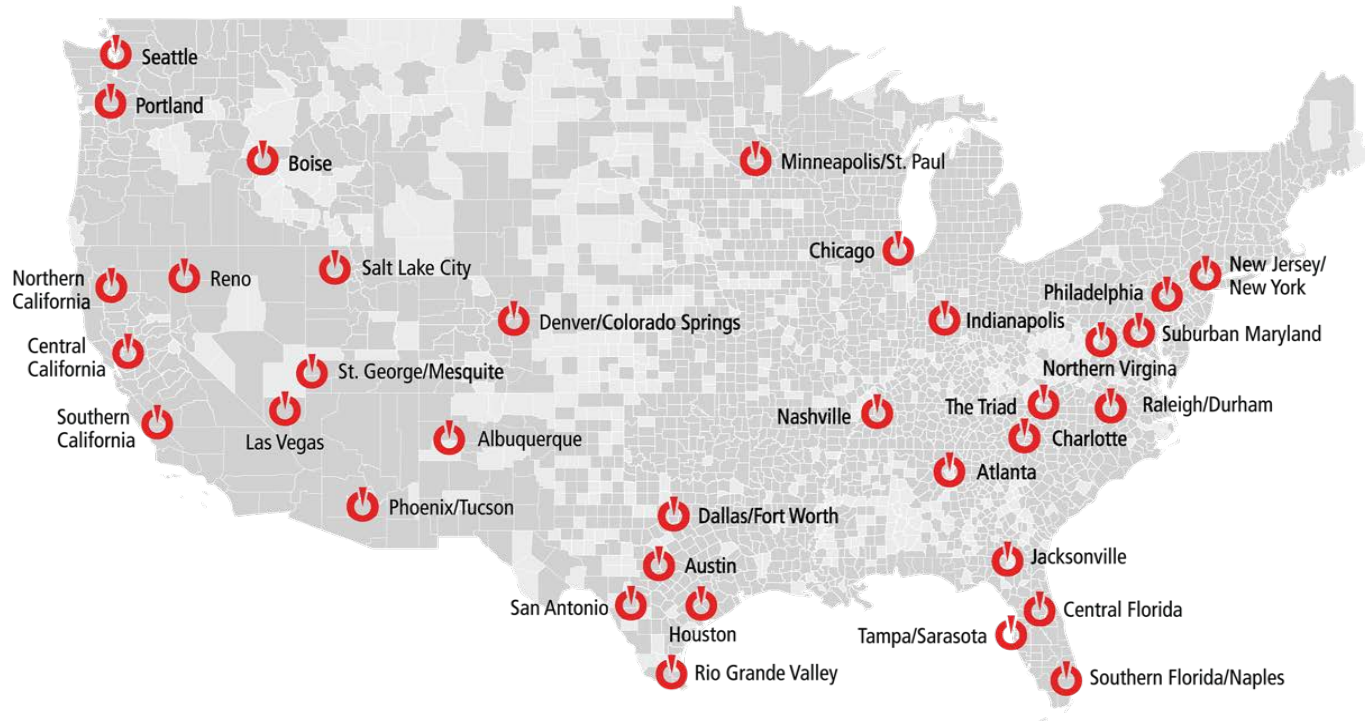 Seattle
Portland
Boise
Minneapolis/St. Paul
Chicago
Northern
California
Reno
Salt Lake City
New Jersey/
New York
Philadelphia
Denver/Colorado Springs
Indianapolis
Suburban Maryland
Central
California
St. George/Mesquite
Northern Virgina
Southern
California
Las Vegas
Albuquerque
Nashville
The Triad
Raleigh/Durham
Charlotte
Atlanta
Phoenix/Tucson
Dallas/Fort Worth
Austin
Jacksonville
San Antonio
Houston
Central Florida
Tampa/Sarasota
Rio Grande Valley
Southern Florida/Naples